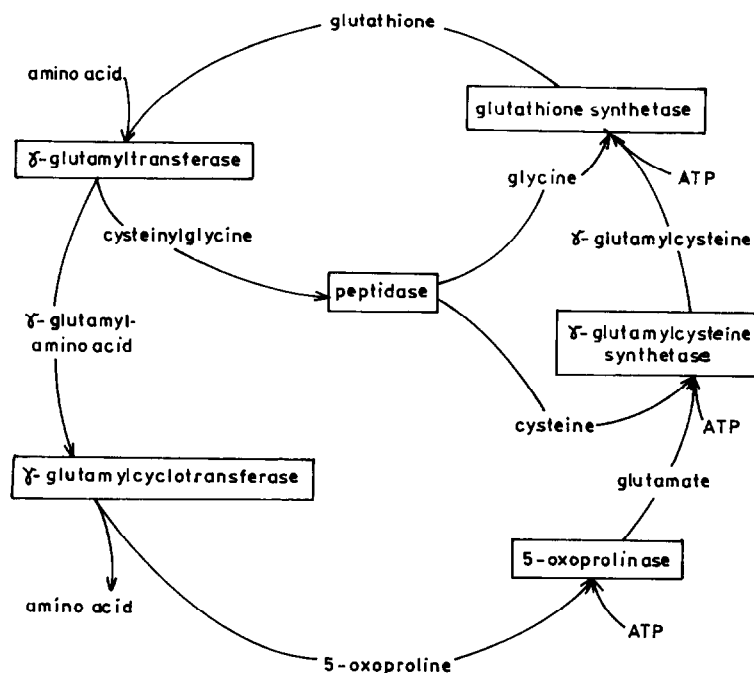 glutathione
amino acid
glutathione synthetase
γ-glutamyltransferase
glycine
ATP
cysteinylglycine
γ-glutamylcysteine
peptidase
γ-glutamyl-
amino acid
γ-glutamylcysteine
synthetase
cysteine
ATP
γ-glutamylcyclotransferase
glutamate
5-oxoprolinase
amino acid
ATP
5-oxoproline